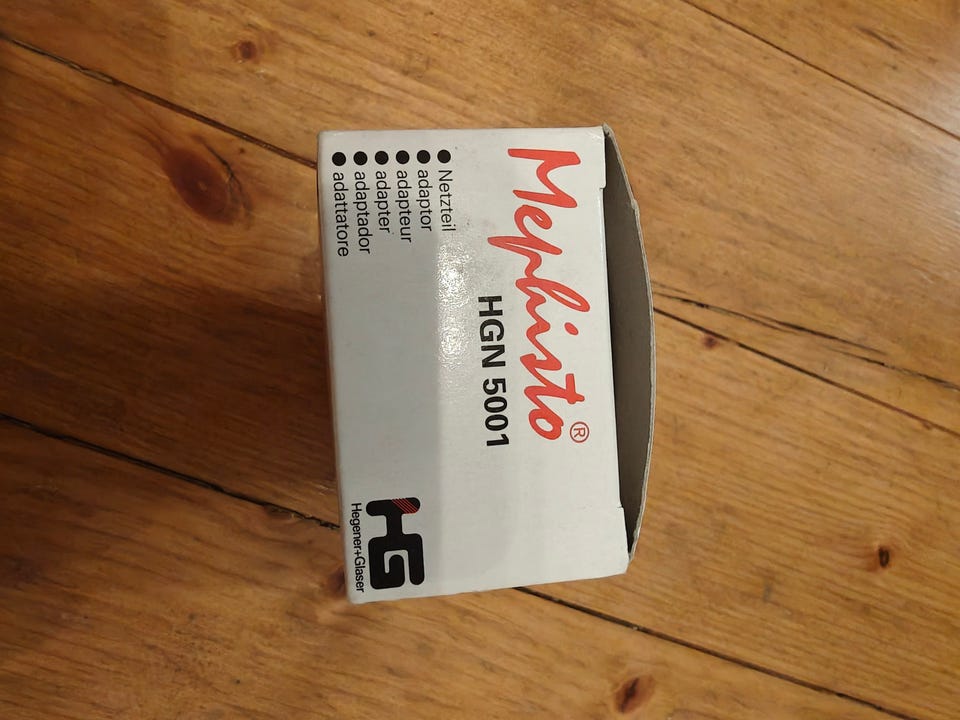 Mephisto®
HGN 5001
● Netzteil
● adaptor
● adapteur
● adapter
● adaptador
● adattatore
HG
Hegener+Glaser